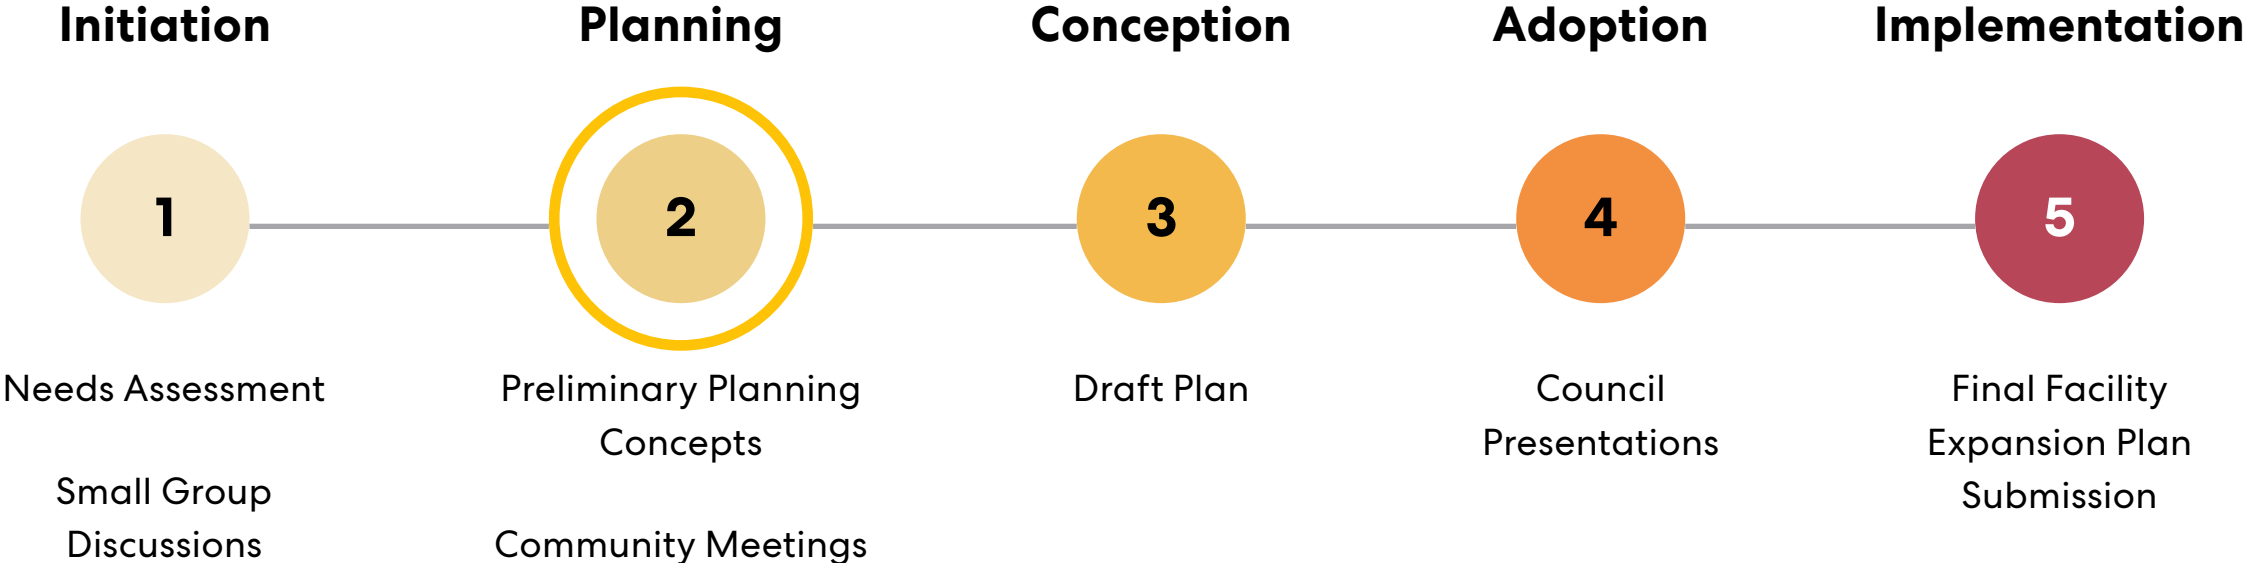 Initiation
Planning
Conception
Adoption
Implementation
1
2
3
4
5
Needs Assessment
Small Group
Discussions
Preliminary Planning
Concepts
Community Meetings
Draft Plan
Council
Presentations
Final Facility
Expansion Plan
Submission